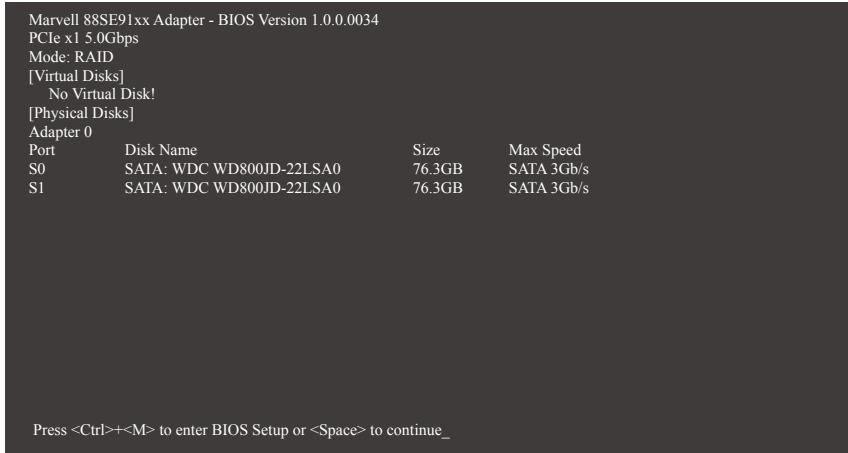 Marvell 88SE91xx Adapter - BIOS Version 1.0.0.0034
PCIe x1 5.0Gbps
Mode: RAID
[Virtual Disks]
No Virtual Disk!
[Physical Disks]
Adapter 0
Port Disk Name Size Max Speed
S0 SATA: WDC WD800JD-22LSA0 76.3GB SATA 3Gb/s
S1 SATA: WDC WD800JD-22LSA0 76.3GB SATA 3Gb/s
Press <Ctrl>+<M> to enter BIOS Setup or <Space> to continue_